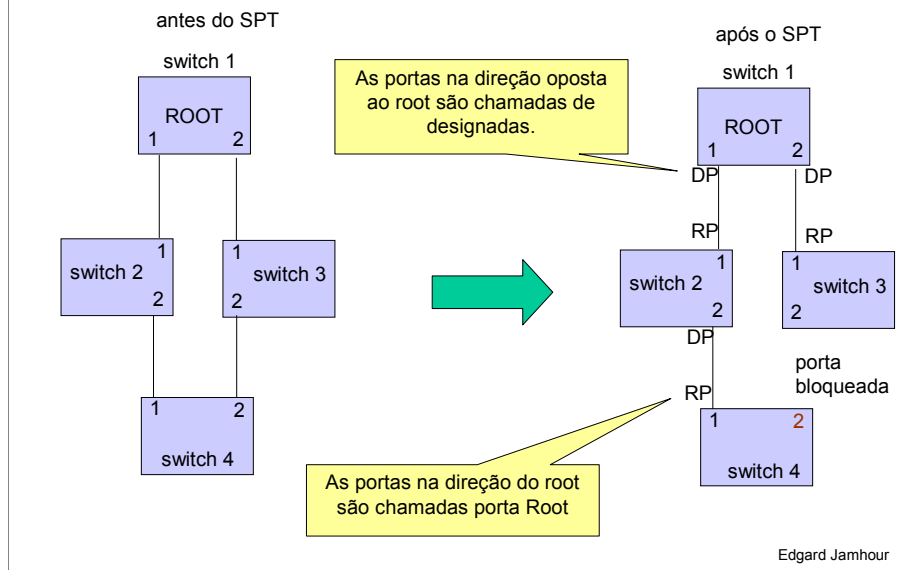 antes do SPT
switch 1
ROOT
1 2
1
switch 2
2
1
switch 3
2
1 2
switch 4
As portas na direção oposta
ao root são chamadas de
designadas.
após o SPT
switch 1
ROOT
1 2
DP DP
RP RP
1
switch 2
2
1
switch 3
2
DP
porta
bloqueada
RP
1 2
switch 4
As portas na direção do root
são chamadas porta Root
Edgard Jamhour